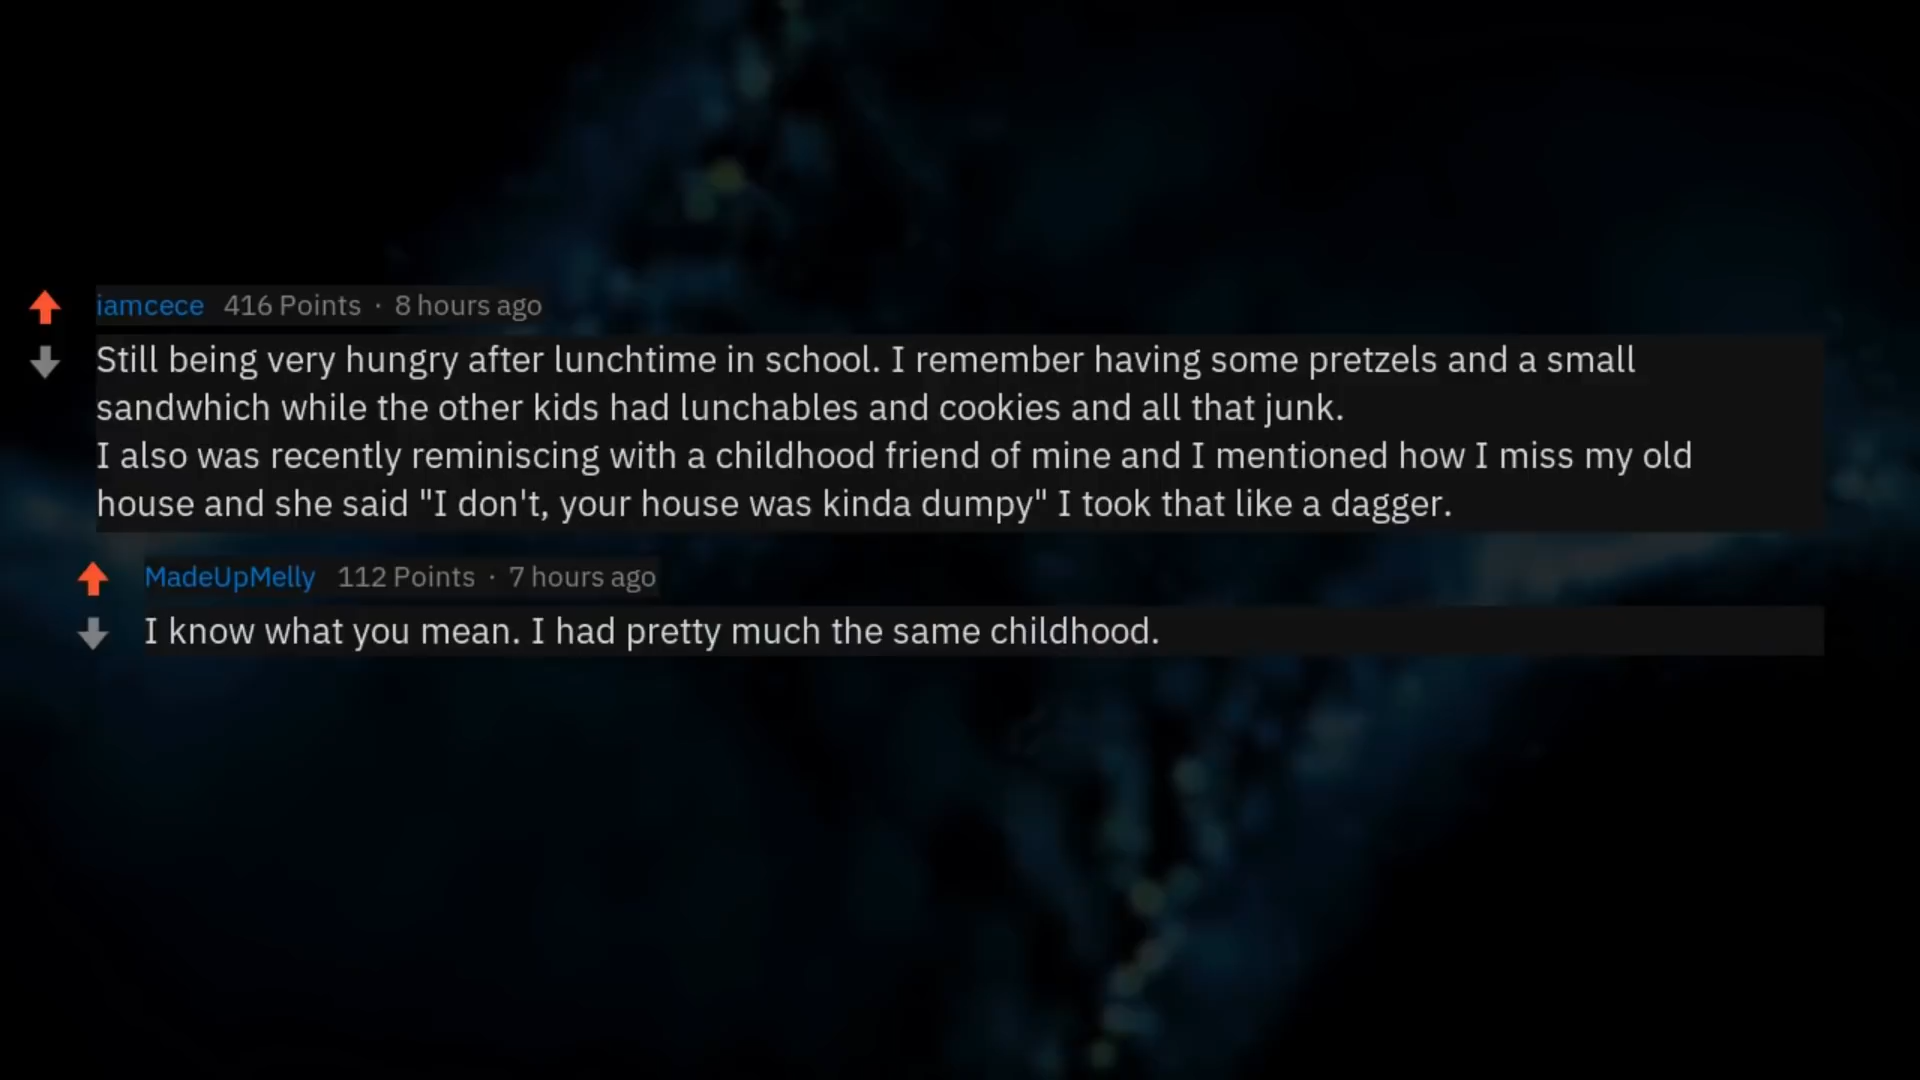 iamcece 416 Points · 8 hours ago
Still being very hungry after lunchtime in school. I remember having some pretzels and a small
sandwhich while the other kids had lunchables and cookies and all that junk.
I also was recently reminiscing with a childhood friend of mine and I mentioned how I miss my old
house and she said "I don't, your house was kinda dumpy" I took that like a dagger.
MadeUpMelly 112 Points · 7 hours ago
I know what you mean. I had pretty much the same childhood.